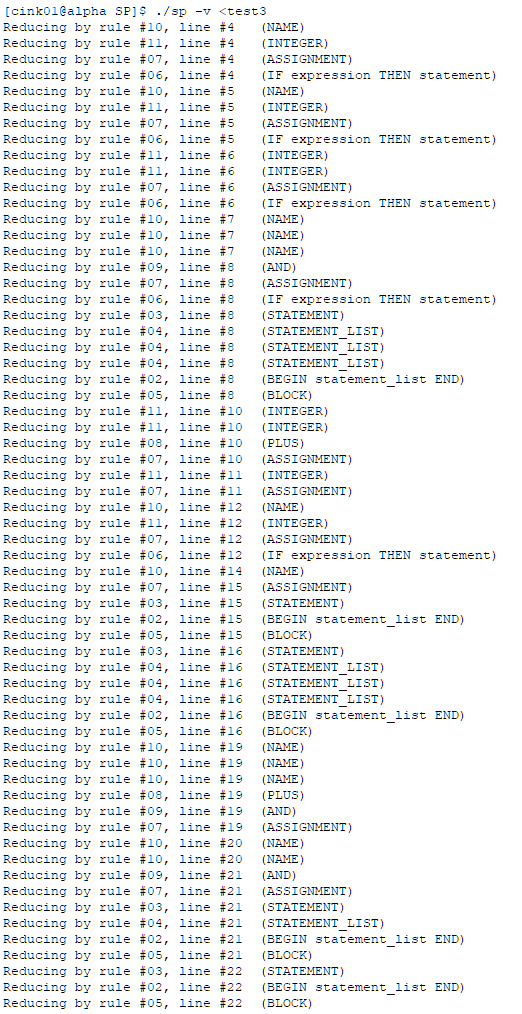 [cink01@alpha SP]$ ./sp -v <test3
Reducing by rule #10, line #4 (NAME)
Reducing by rule #11, line #4 (INTEGER)
Reducing by rule #07, line #4 (ASSIGNMENT)
Reducing by rule #06, line #4 (IF expression THEN statement)
Reducing by rule #10, line #5 (NAME)
Reducing by rule #11, line #5 (INTEGER)
Reducing by rule #07, line #5 (ASSIGNMENT)
Reducing by rule #06, line #5 (IF expression THEN statement)
Reducing by rule #11, line #6 (INTEGER)
Reducing by rule #11, line #6 (INTEGER)
Reducing by rule #07, line #6 (ASSIGNMENT)
Reducing by rule #06, line #6 (IF expression THEN statement)
Reducing by rule #10, line #7 (NAME)
Reducing by rule #10, line #7 (NAME)
Reducing by rule #10, line #7 (NAME)
Reducing by rule #09, line #8 (AND)
Reducing by rule #07, line #8 (ASSIGNMENT)
Reducing by rule #06, line #8 (IF expression THEN statement)
Reducing by rule #03, line #8 (STATEMENT)
Reducing by rule #04, line #8 (STATEMENT_LIST)
Reducing by rule #04, line #8 (STATEMENT_LIST)
Reducing by rule #04, line #8 (STATEMENT_LIST)
Reducing by rule #02, line #8 (BEGIN statement_list END)
Reducing by rule #05, line #8 (BLOCK)
Reducing by rule #11, line #10 (INTEGER)
Reducing by rule #11, line #10 (INTEGER)
Reducing by rule #08, line #10 (PLUS)
Reducing by rule #07, line #10 (ASSIGNMENT)
Reducing by rule #11, line #11 (INTEGER)
Reducing by rule #07, line #11 (ASSIGNMENT)
Reducing by rule #10, line #12 (NAME)
Reducing by rule #11, line #12 (INTEGER)
Reducing by rule #07, line #12 (ASSIGNMENT)
Reducing by rule #06, line #12 (IF expression THEN statement)
Reducing by rule #10, line #14 (NAME)
Reducing by rule #07, line #15 (ASSIGNMENT)
Reducing by rule #03, line #15 (STATEMENT)
Reducing by rule #02, line #15 (BEGIN statement_list END)
Reducing by rule #05, line #15 (BLOCK)
Reducing by rule #03, line #16 (STATEMENT)
Reducing by rule #04, line #16 (STATEMENT_LIST)
Reducing by rule #04, line #16 (STATEMENT_LIST)
Reducing by rule #04, line #16 (STATEMENT_LIST)
Reducing by rule #02, line #16 (BEGIN statement_list END)
Reducing by rule #05, line #16 (BLOCK)
Reducing by rule #10, line #19 (NAME)
Reducing by rule #10, line #19 (NAME)
Reducing by rule #10, line #19 (NAME)
Reducing by rule #08, line #19 (PLUS)
Reducing by rule #09, line #19 (AND)
Reducing by rule #07, line #19 (ASSIGNMENT)
Reducing by rule #10, line #20 (NAME)
Reducing by rule #10, line #20 (NAME)
Reducing by rule #09, line #21 (AND)
Reducing by rule #07, line #21 (ASSIGNMENT)
Reducing by rule #03, line #21 (STATEMENT)
Reducing by rule #04, line #21 (STATEMENT_LIST)
Reducing by rule #02, line #21 (BEGIN statement_list END)
Reducing by rule #05, line #21 (BLOCK)
Reducing by rule #03, line #22 (STATEMENT)
Reducing by rule #02, line #22 (BEGIN statement_list END)
Reducing by rule #05, line #22 (BLOCK)